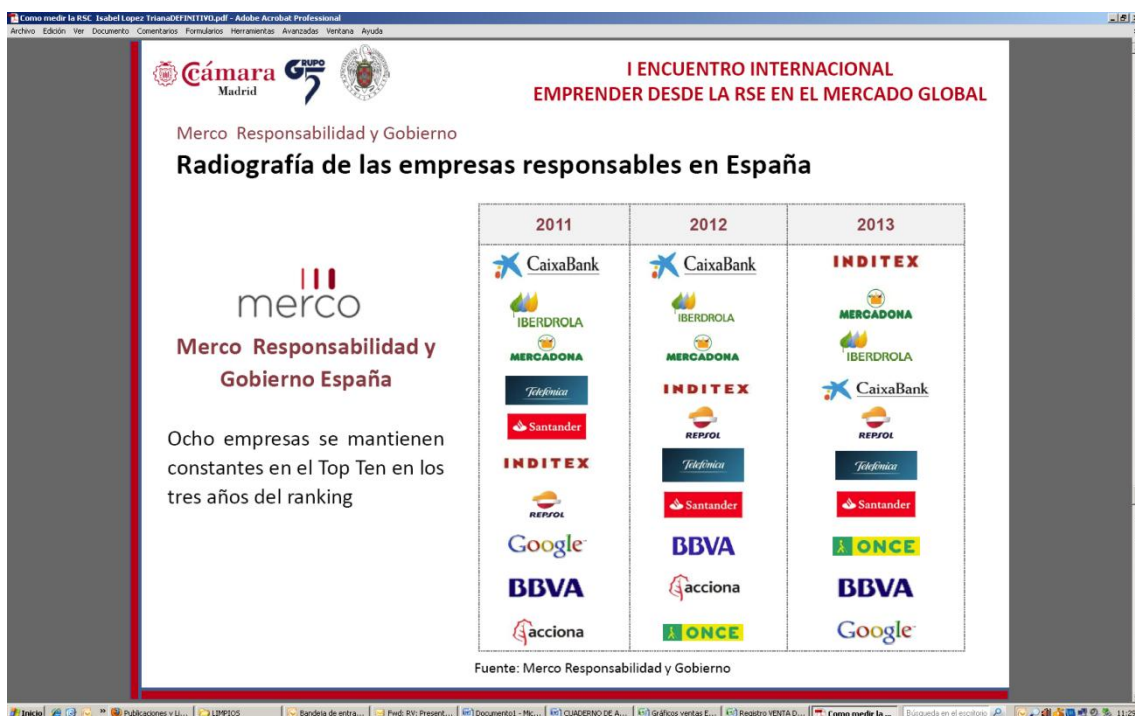 Como medir la RSC Isabel Lopez TrianaDEFINITIVO.pdf - Adobe Acrobat Professional
Archivo Edición Ver Documento Comentarios Formularios Herramientas Avanzadas Ventana Ayuda
Cámara
Madrid
GRUPO
G5
I ENCUENTRO INTERNACIONAL
EMPRENDER DESDE LA RSE EN EL MERCADO GLOBAL
Merco Responsabilidad y Gobierno
Radiografía de las empresas responsables en España
merco
Merco Responsabilidad y
Gobierno España
Ocho empresas se mantienen
constantes en el Top Ten en los
tres años del ranking
2011 2012 2013
CaixaBank CaixaBank INDITEX
IBERDROLA IBERDROLA MERCADONA
MERCADONA MERCADONA IBERDROLA
Telefónica INDITEX CaixaBank
Santander REPSOL REPSOL
INDITEX Telefónica Telefónica
REPSOL Santander Santander
Google BBVA ONCE
BBVA acciona BBVA
acciona ONCE Google
Fuente: Merco Responsabilidad y Gobierno
Inicio Publicaciones y Li... LIMPIOS Bandeja de entra... Fwd: RV: Present... Documento1 - Mic... CUADERNO DE A... Gráficos ventas E... Registro VENTA D... Como medir la ... Búsqueda en el escritorio 11:29